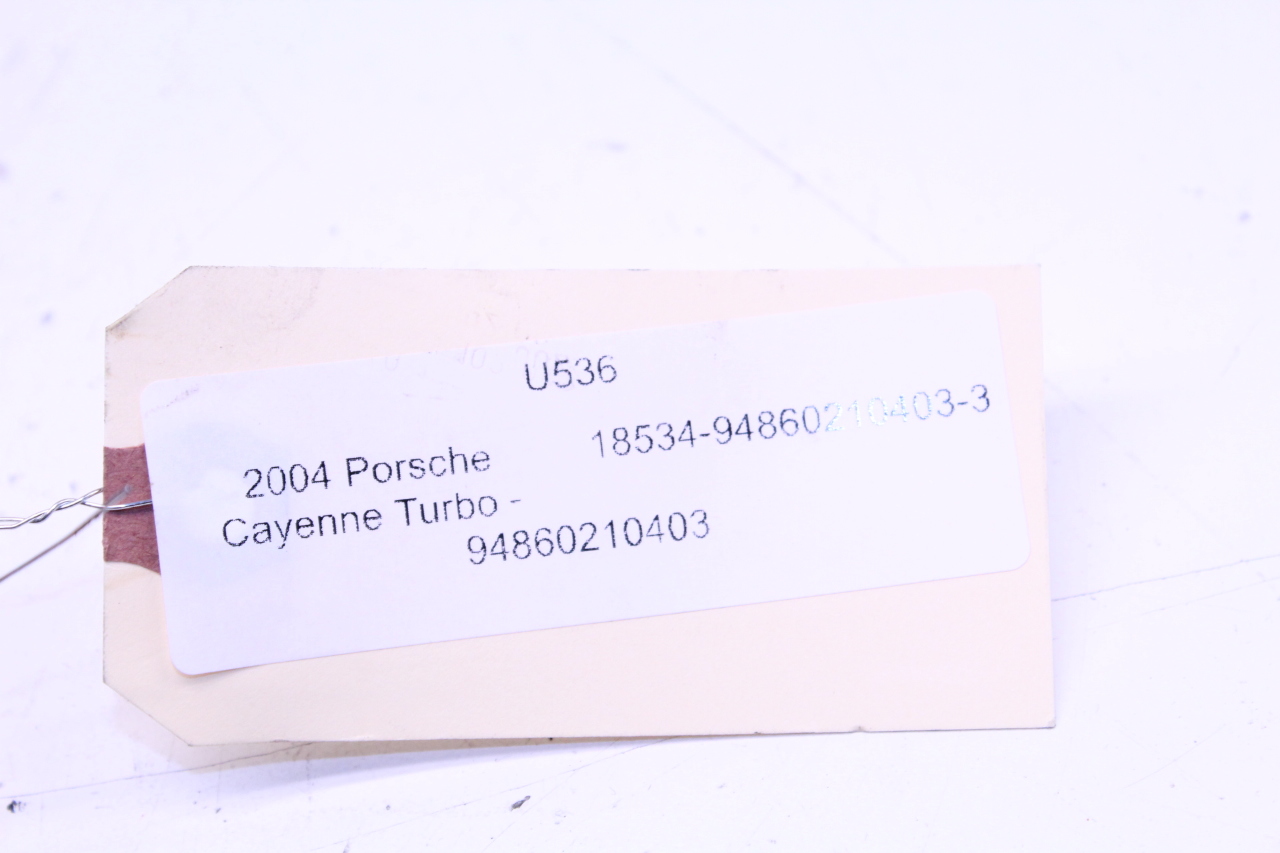 U536
18534-94860210403-3
2004 Porsche
Cayenne Turbo -
94860210403